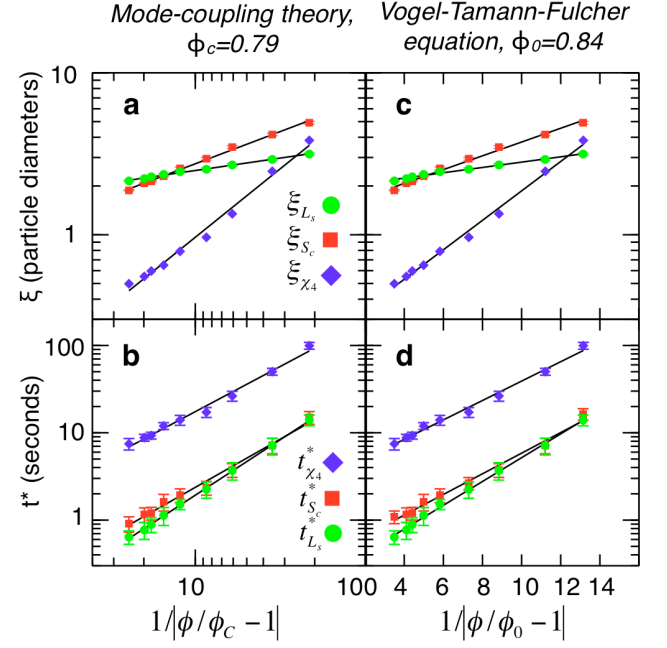 Mode-coupling theory,
ϕc=0.79
Vogel-Tamann-Fulcher
equation, ϕ0=0.84
ξ (particle diameters)
10
1
a
ξLs
ξSc
ξχ4
c
t* (seconds)
100
10
1
b
d
t*χ4
t*Sc
t*Ls
10
100
4
6
8
10
12
14
1/|ϕ/ϕC −1|
1/|ϕ/ϕ0 −1|